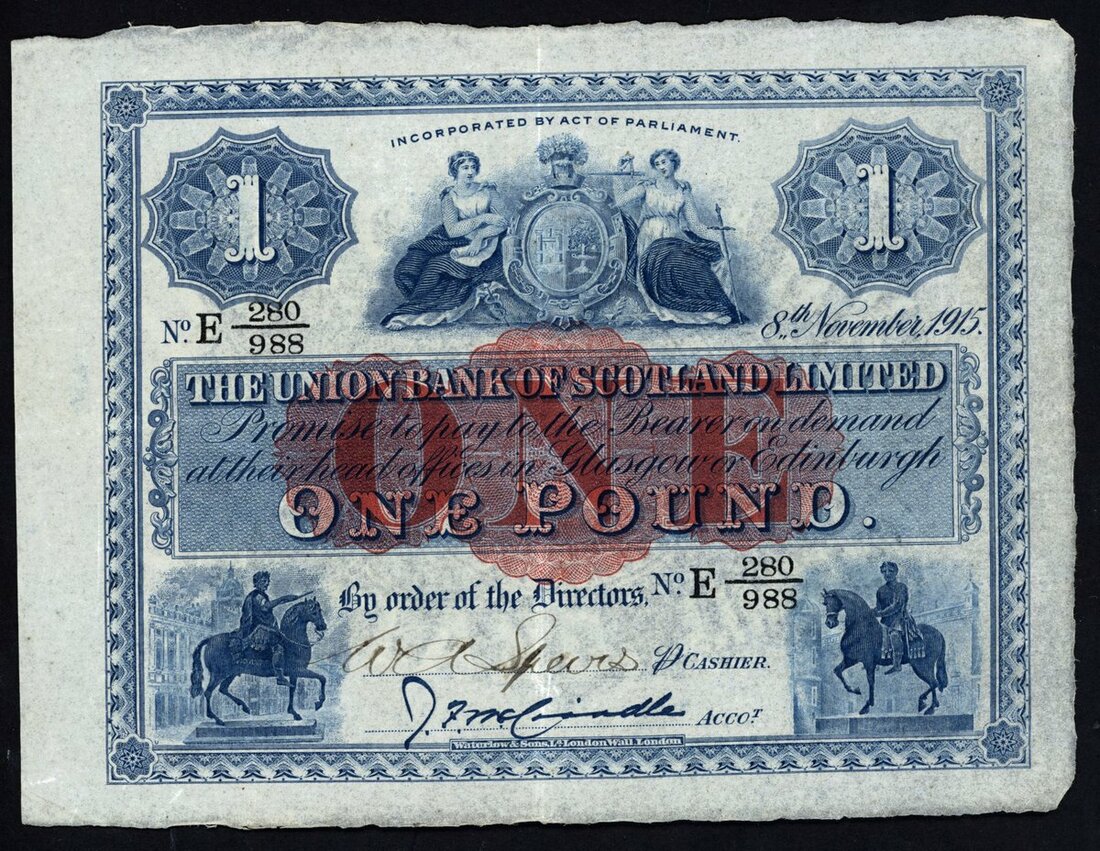 INCORPORATED BY ACT OF PARLIAMENT.
1 1
No. E 280/988
8th November, 1915.
THE UNION BANK OF SCOTLAND LIMITED
Promise to pay to the Bearer on demand
at their head offices in Glasgow or Edinburgh
ONE
ONE POUND.
By order of the Directors,
No. E 280/988
W A Spiers P CASHIER.
J. F. McCrindle ACCOT.
Waterlow & Sons, Ld. London Wall London